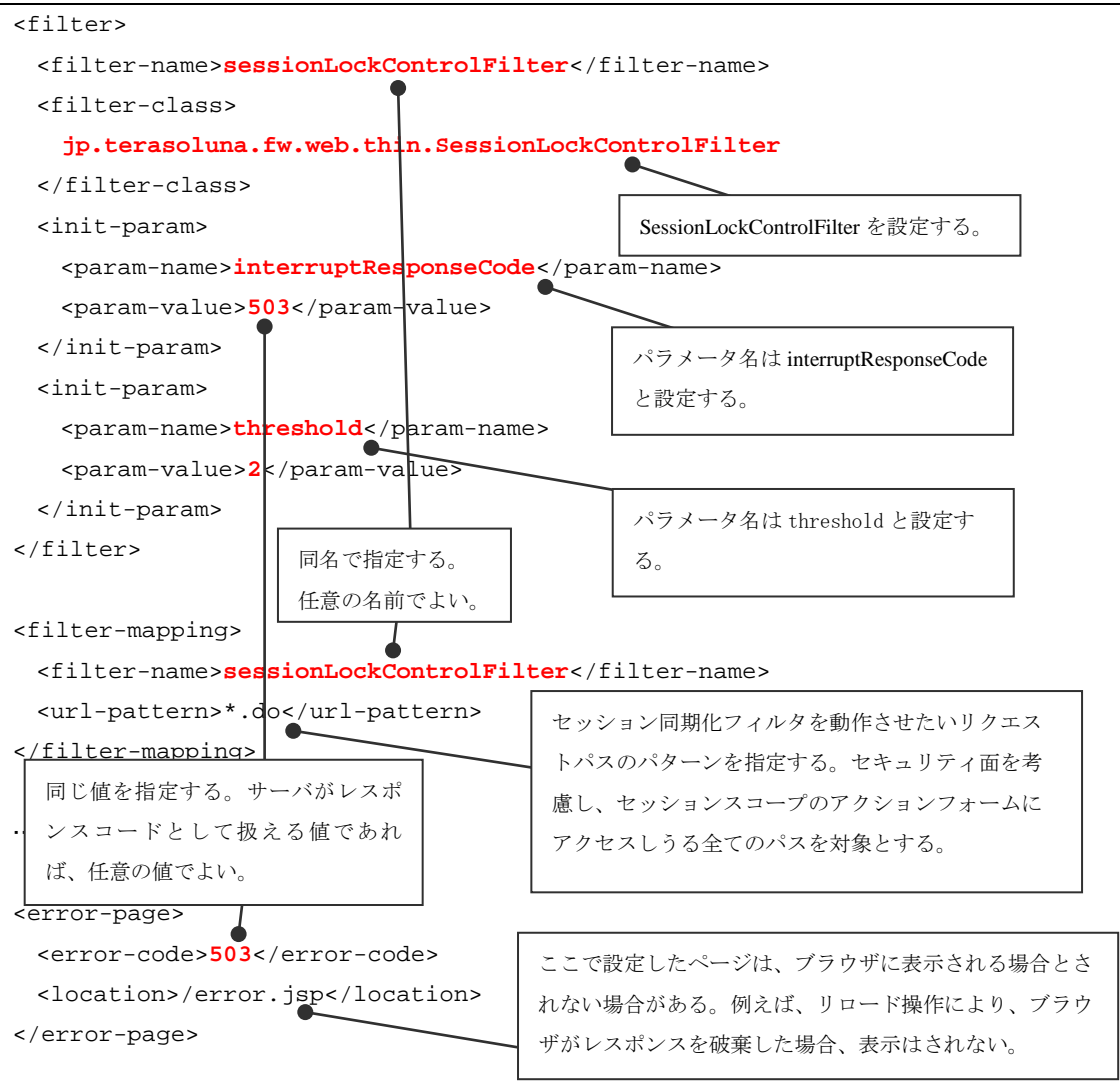 <filter>
<filter-name>sessionLockControlFilter</filter-name>
<filter-class>
jp.terasoluna.fw.web.thin.SessionLockControlFilter
</filter-class>
SessionLockControlFilter を設定する。
<init-param>
<param-name>interruptResponseCode</param-name>
<param-value>503</param-value>
</init-param>
パラメータ名は interruptResponseCode
と設定する。
<init-param>
<param-name>threshold</param-name>
<param-value>2</param-value>
</init-param>
パラメータ名は threshold と設定す
る。
</filter>
同名で指定する。
任意の名前でよい。
<filter-mapping>
<filter-name>sessionLockControlFilter</filter-name>
<url-pattern>*.do</url-pattern>
</filter-mapping>
セッション同期化フィルタを動作させたいリクエス
トパスのパターンを指定する。セキュリティ面を考
慮し、セッションスコープのアクションフォームに
アクセスしうる全てのパスを対象とする。
同じ値を指定する。サーバがレスポ
ンスコードとして扱える値であれ
ば、任意の値でよい。
<error-page>
<error-code>503</error-code>
<location>/error.jsp</location>
</error-page>
ここで設定したページは、ブラウザに表示される場合とさ
れない場合がある。例えば、リロード操作により、ブラウ
ザがレスポンスを破棄した場合、表示はされない。